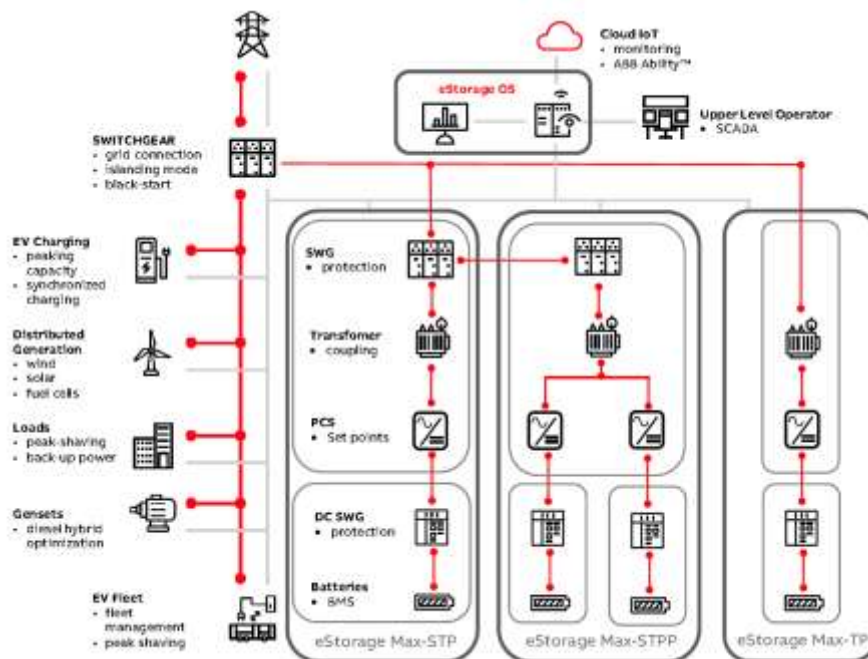 Cloud IoT
• monitoring
• ABB Ability™
eStorage OS
Upper Level Operator
• SCADA
SWITCHGEAR
• grid connection
• islanding mode
• black-start
EV Charging
• peaking
capacity
• synchronized
charging
Distributed
Generation
• wind
• solar
• fuel cells
Loads
• peak-shaving
• back-up power
Gensets
• diesel hybrid
optimization
EV Fleet
• fleet
management
• peak shaving
SWG
• protection
Transfomer
• coupling
PCS
• Set points
DC SWG
• protection
Batteries
• BMS
eStorage Max-STP
eStorage Max-STPP
eStorage Max-TP